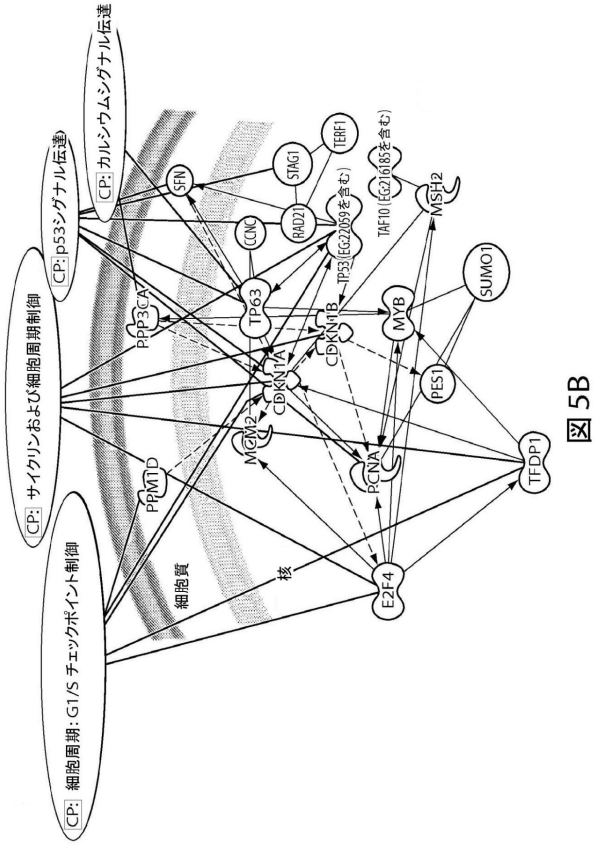 CP: 細胞周期: G1/S チェックポイント制御
CP: サイクリンおよび細胞周期制御
CP: p53シグナル伝達)
CP: カルシウムシグナル伝達
細胞質
核
PPM1D
PPP3CA
SFN
STAG1
TERF1
RAD21
CCNC
TP63
TP53 (EG:22059を含む)
TAF10 (EG:216185を含む)
MSH2
MCM2
CDKN1A
CDKN1B
MYB
SUMO1
PES1
PCNA
E2F4
TFDP1
図 5B